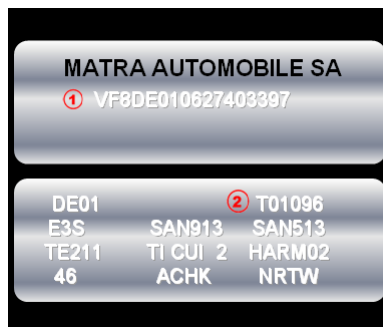 MATRA AUTOMOBILE SA
1 VF8DE010627403397
DE01 2 T01096
E3S SAN913 SAN513
TE211 TI CUI 2 HARM02
46 ACHK NRTW